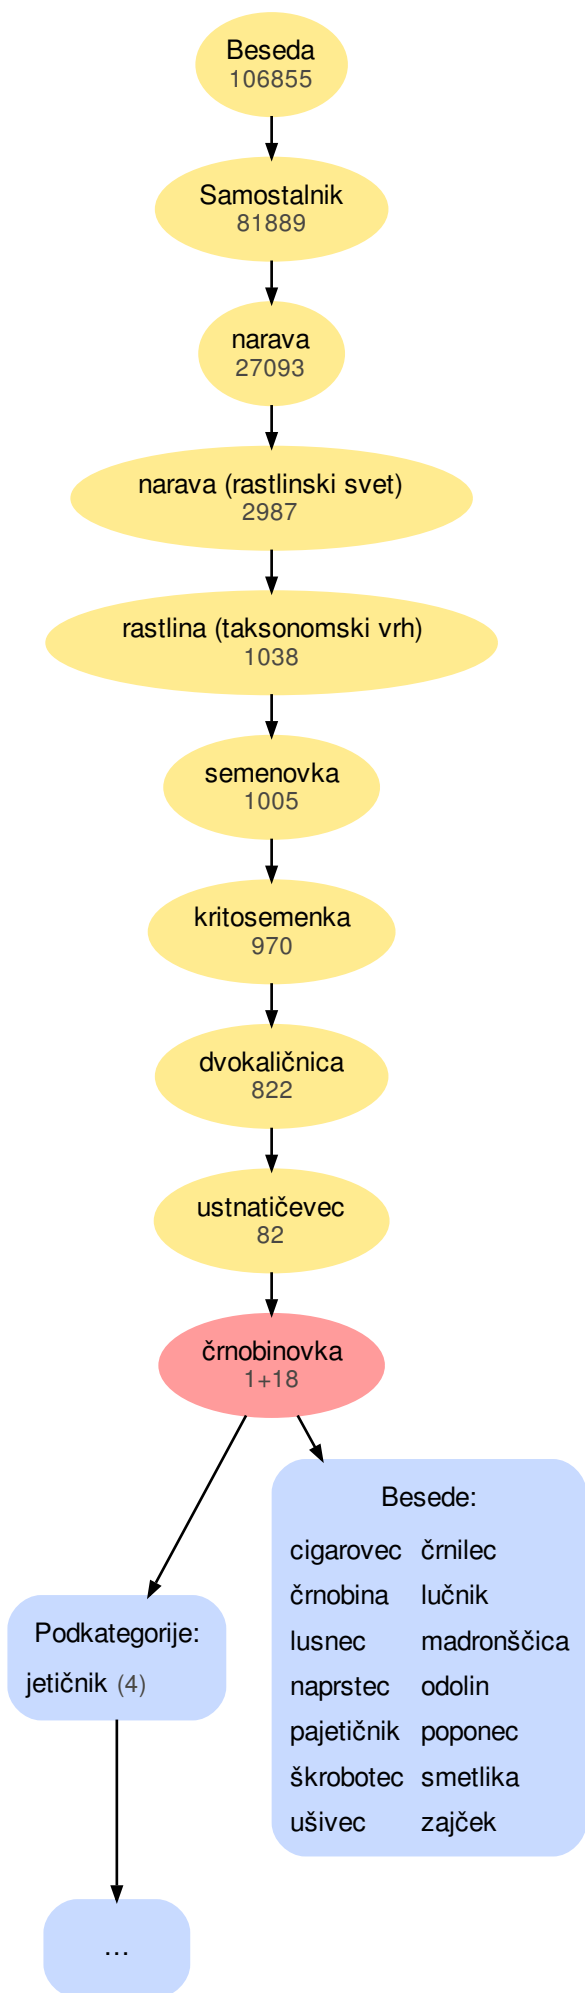 Beseda
106855
Samostalnik
81889
narava
27093
narava (rastlinski svet)
2987
rastlina (taksonomski vrh)
1038
semenovka
1005
kritosemenka
970
dvokaličnica
822
ustnatičevec
82
črnobinovka
1+18
Besede:
cigarovec črnilec
črnobina lučnik
lusnec madronščica
naprstec odolin
pajetičnik poponec
škrobotec smetlika
ušivec zajček
Podkategorije:
jetičnik (4)
...